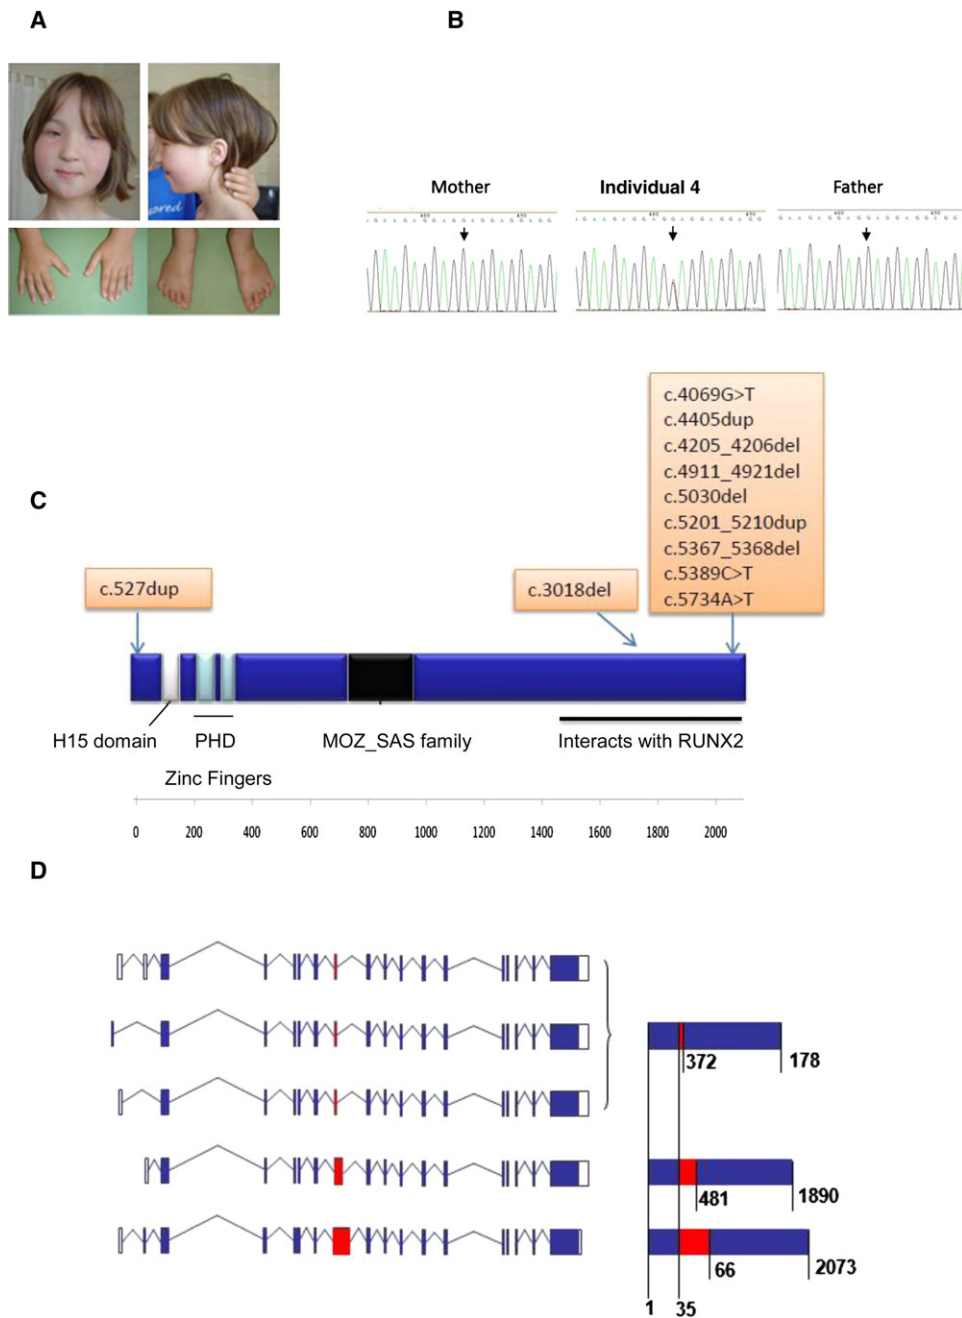 A
B
Mother
Individual 4
Father
C
c.4069G>T
c.4405dup
c.4205_4206del
c.4911_4921del
c.5030del
c.5201_5210dup
c.5367_5368del
c.5389C>T
c.5734A>T
c.527dup
c.3018del
H15 domain
PHD
MOZ_SAS family
Interacts with RUNX2
Zinc Fingers
0 200 400 600 800 1000 1200 1400 1600 1800 2000
D
372
178
481
1890
66
2073
1 35